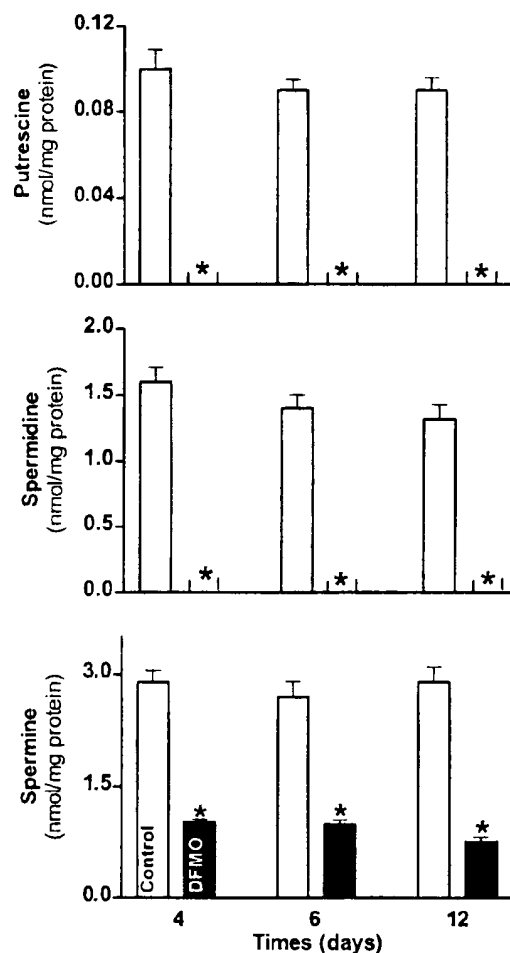 Putrescine
(nmol/mg protein)
0.12
0.08
0.04
0.00
* * *
Spermidine
(nmol/mg protein)
2.0
1.5
1.0
0.5
0.0
* * *
Spermine
(nmol/mg protein)
3.0
1.5
0.0
Control
DFMO
* * *
4 6 12
Times (days)